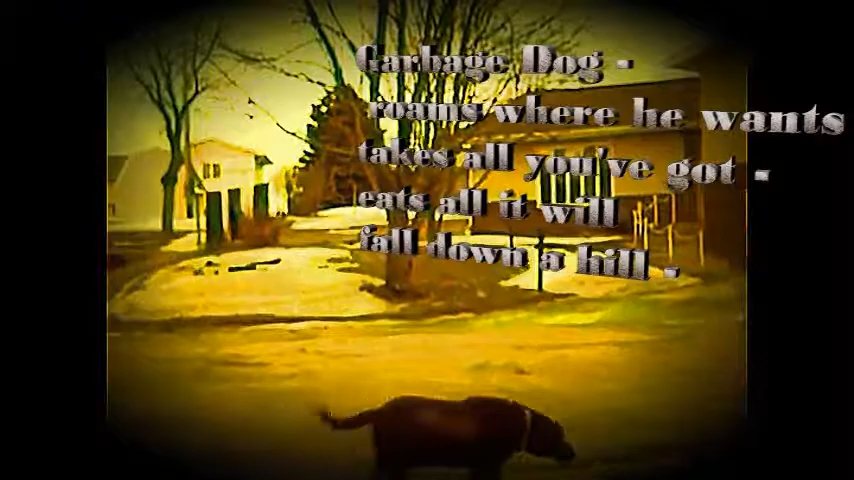 Garbage Dog -
roams where he wants
takes all you've got -
eats all it will
fall down a hill -